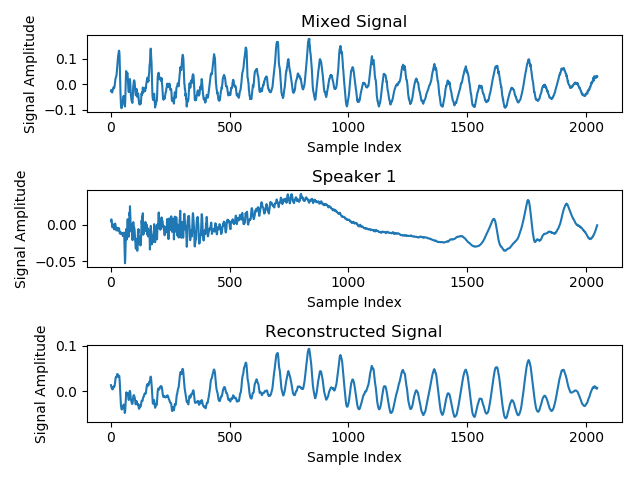 Mixed Signal
Signal Amplitude
0.1
0.0
−0.1
0 500 1000 1500 2000
Sample Index
Speaker 1
Signal Amplitude
0.00
−0.05
0 500 1000 1500 2000
Sample Index
Reconstructed Signal
Signal Amplitude
0.1
0.0
0 500 1000 1500 2000
Sample Index